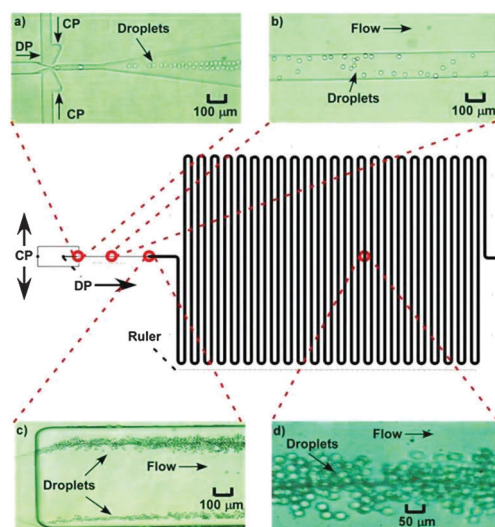 a)
CP
Droplets
DP
CP
100 µm
b)
Flow
Droplets
100 µm
CP
DP
Ruler
c)
Droplets
Flow
100 µm
d)
Droplets
Flow
50 µm